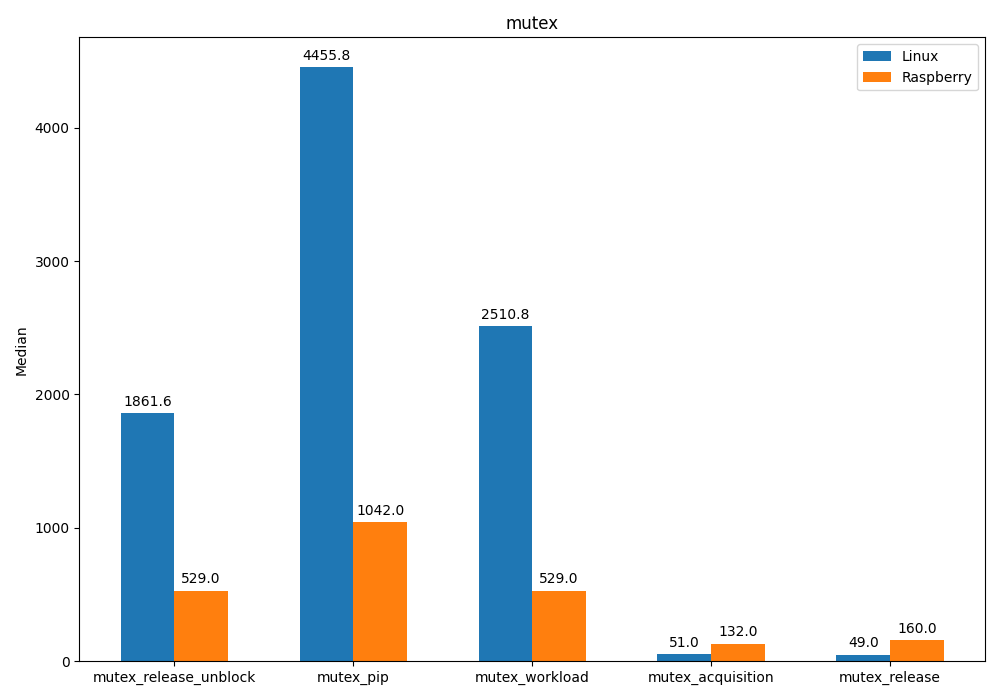 mutex
Linux
Raspberry
Median
4000
3000
2000
1000
0
1861.6
529.0
4455.8
1042.0
2510.8
529.0
51.0
132.0
49.0
160.0
mutex_release_unblock
mutex_pip
mutex_workload
mutex_acquisition
mutex_release